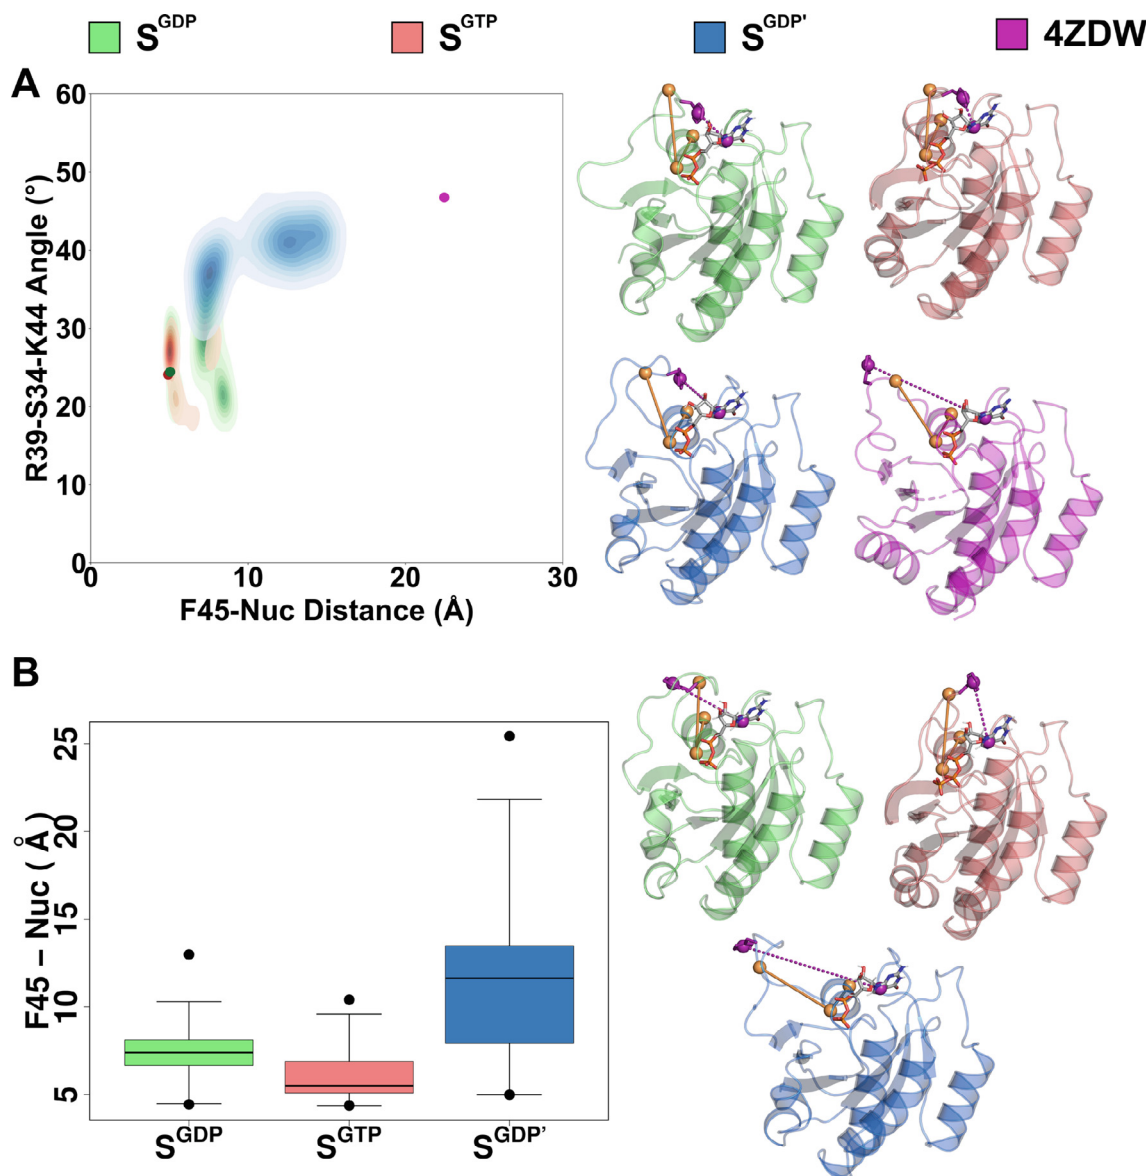 S^GDP S^GTP S^GDP' 4ZDW
A
60
50
40
30
20
10
0
R39-S34-K44 Angle (°)
0 10 20 30
F45-Nuc Distance (Å)
B
25
20
15
10
5
F45 – Nuc ( Å )
S^GDP S^GTP S^GDP'